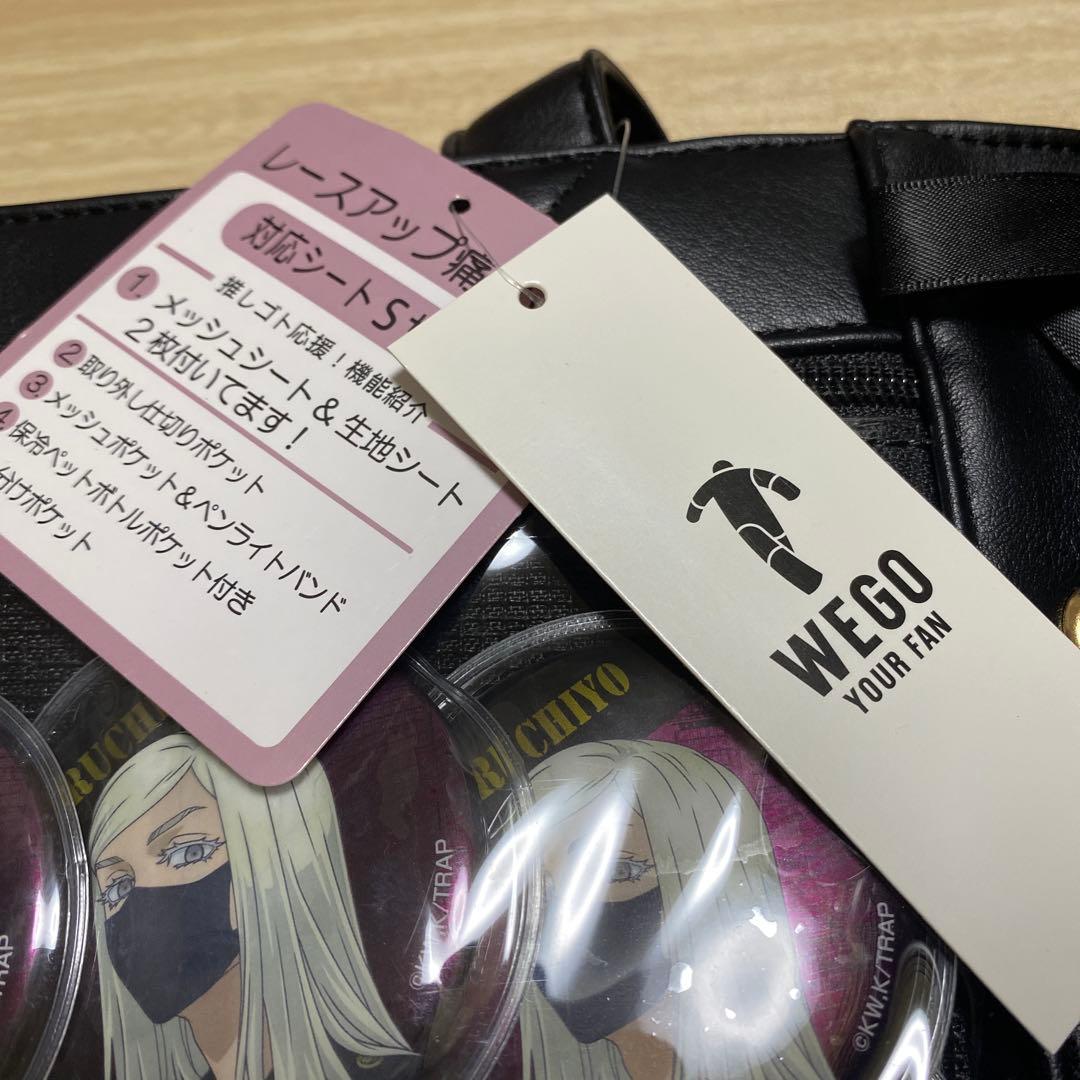 レースアップ痛
対応シートS
推しゴト応援！機能紹介
1. メッシュシート＆生地シート
2枚付いてます！
2 取り外し仕切りポケット
3. メッシュポケット&ペンライトバンド
4 保冷ペットボトルポケット付き
分けポケット
WEGO
YOUR FAN
RUCHI
CHIYO
©KW.K/TRAP
©KW.K/TRAP
TRAP